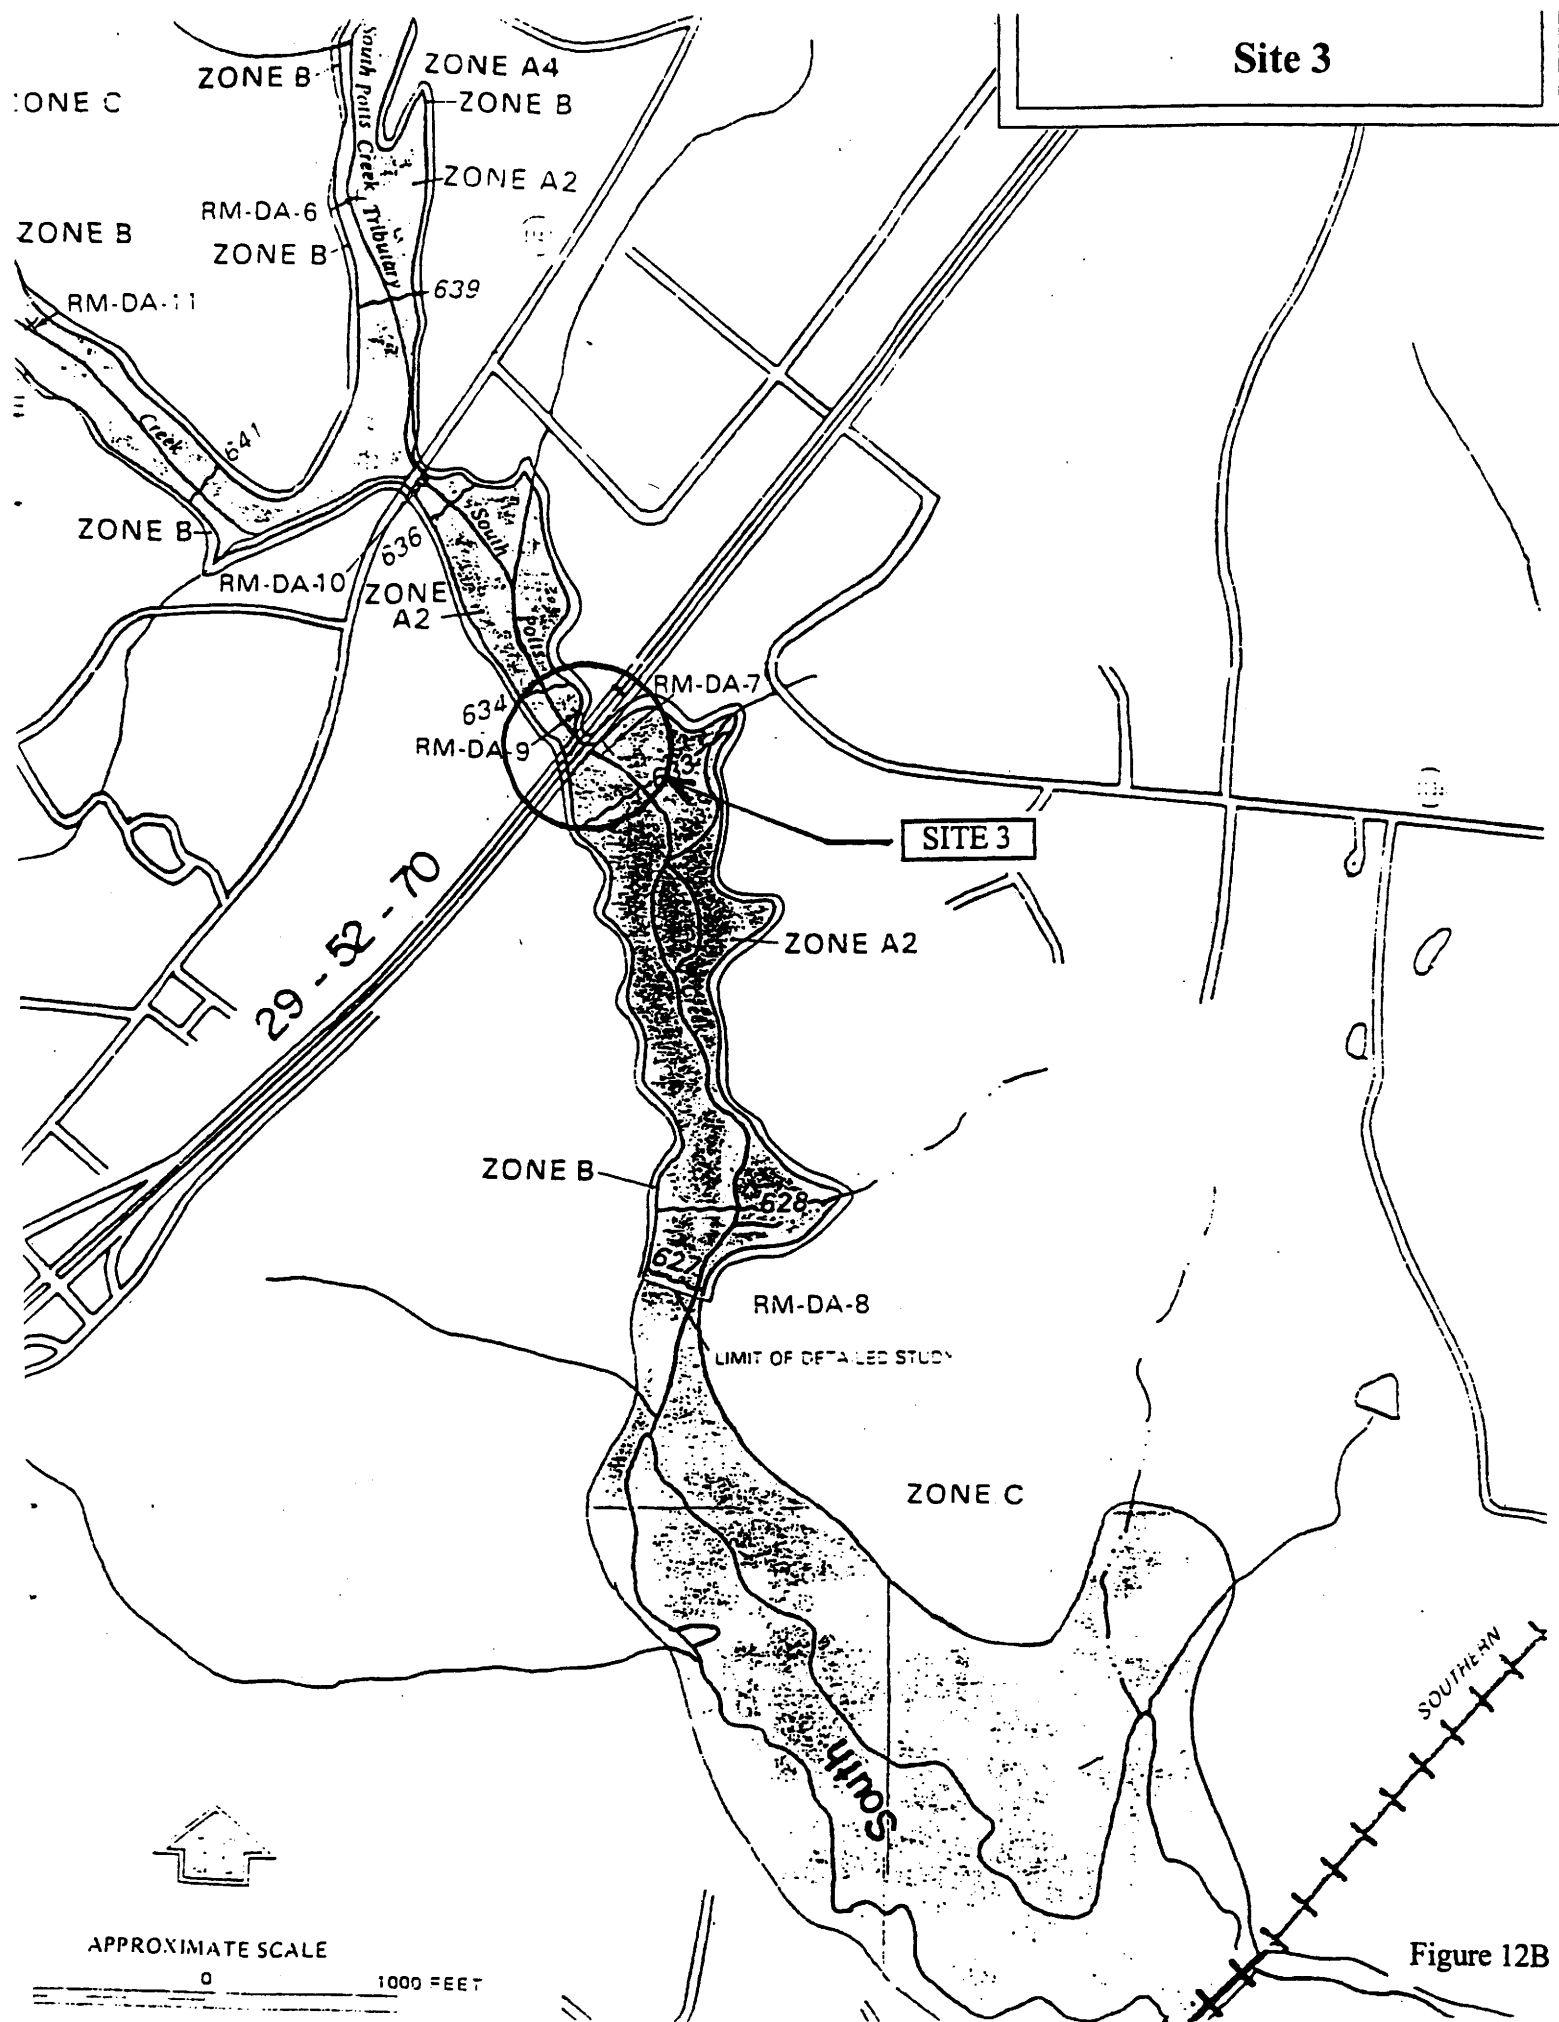 Site 3
ZONE B
ZONE A4
ZONE B
ZONE C
South Potts Creek Tributary
ZONE A2
RM-DA-6
ZONE B
ZONE B
639
RM-DA-11
Creek
641
ZONE B
636
South
RM-DA-10
ZONE
A2
Potts
RM-DA-7
634
RM-DA-9
SITE 3
29 - 52 - 70
ZONE A2
Creek
ZONE B
628
627
RM-DA-8
LIMIT OF DETAILED STUDY
ZONE C
SOUTHERN
South
APPROXIMATE SCALE
0
1000 FEET
Figure 12B